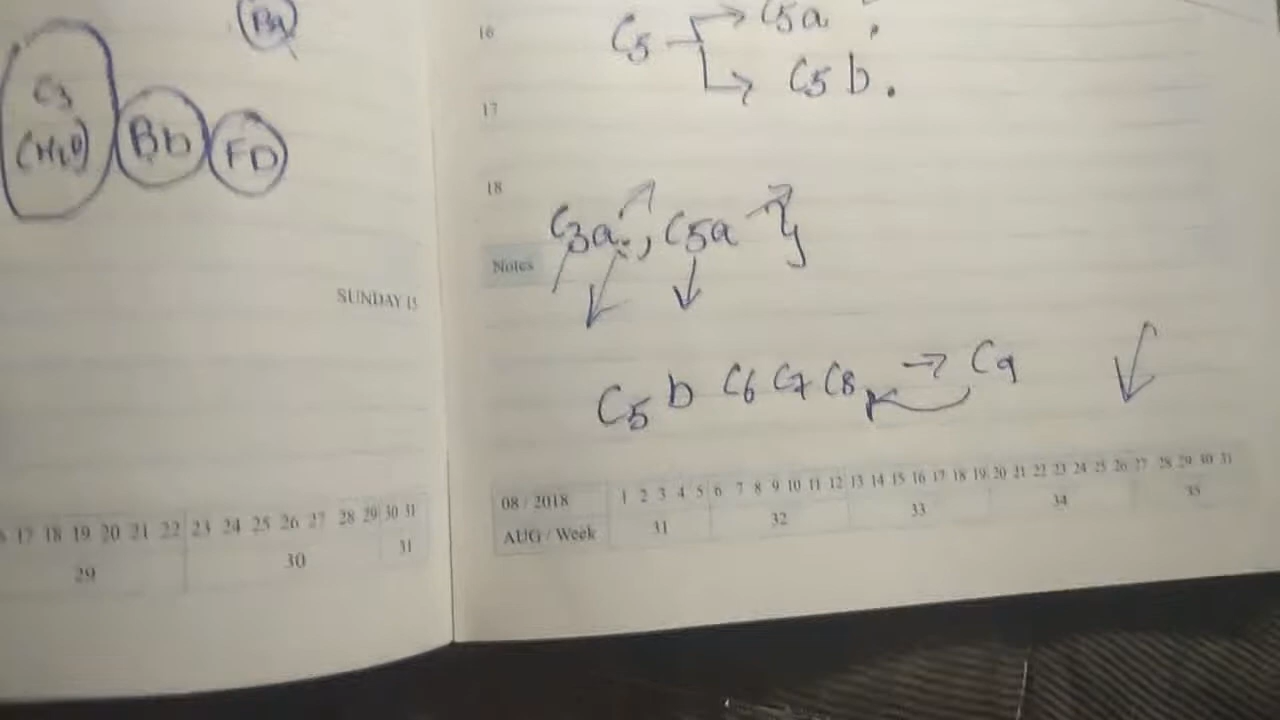 Ba
C3
(H2O) Bb FD
SUNDAY 15
17 18 19 20 21 22 23 24 25 26 27 28 29 30 31
29 30 31
16
C5 → C5a
→ C5b.
17
18
C3a, C5a
Notes
C5b C6 C7 C8 → C9
08 / 2018 1 2 3 4 5 6 7 8 9 10 11 12 13 14 15 16 17 18 19 20 21 22 23 24 25 26 27 28 29 30 31
AUG / Week 31 32 33 34 35